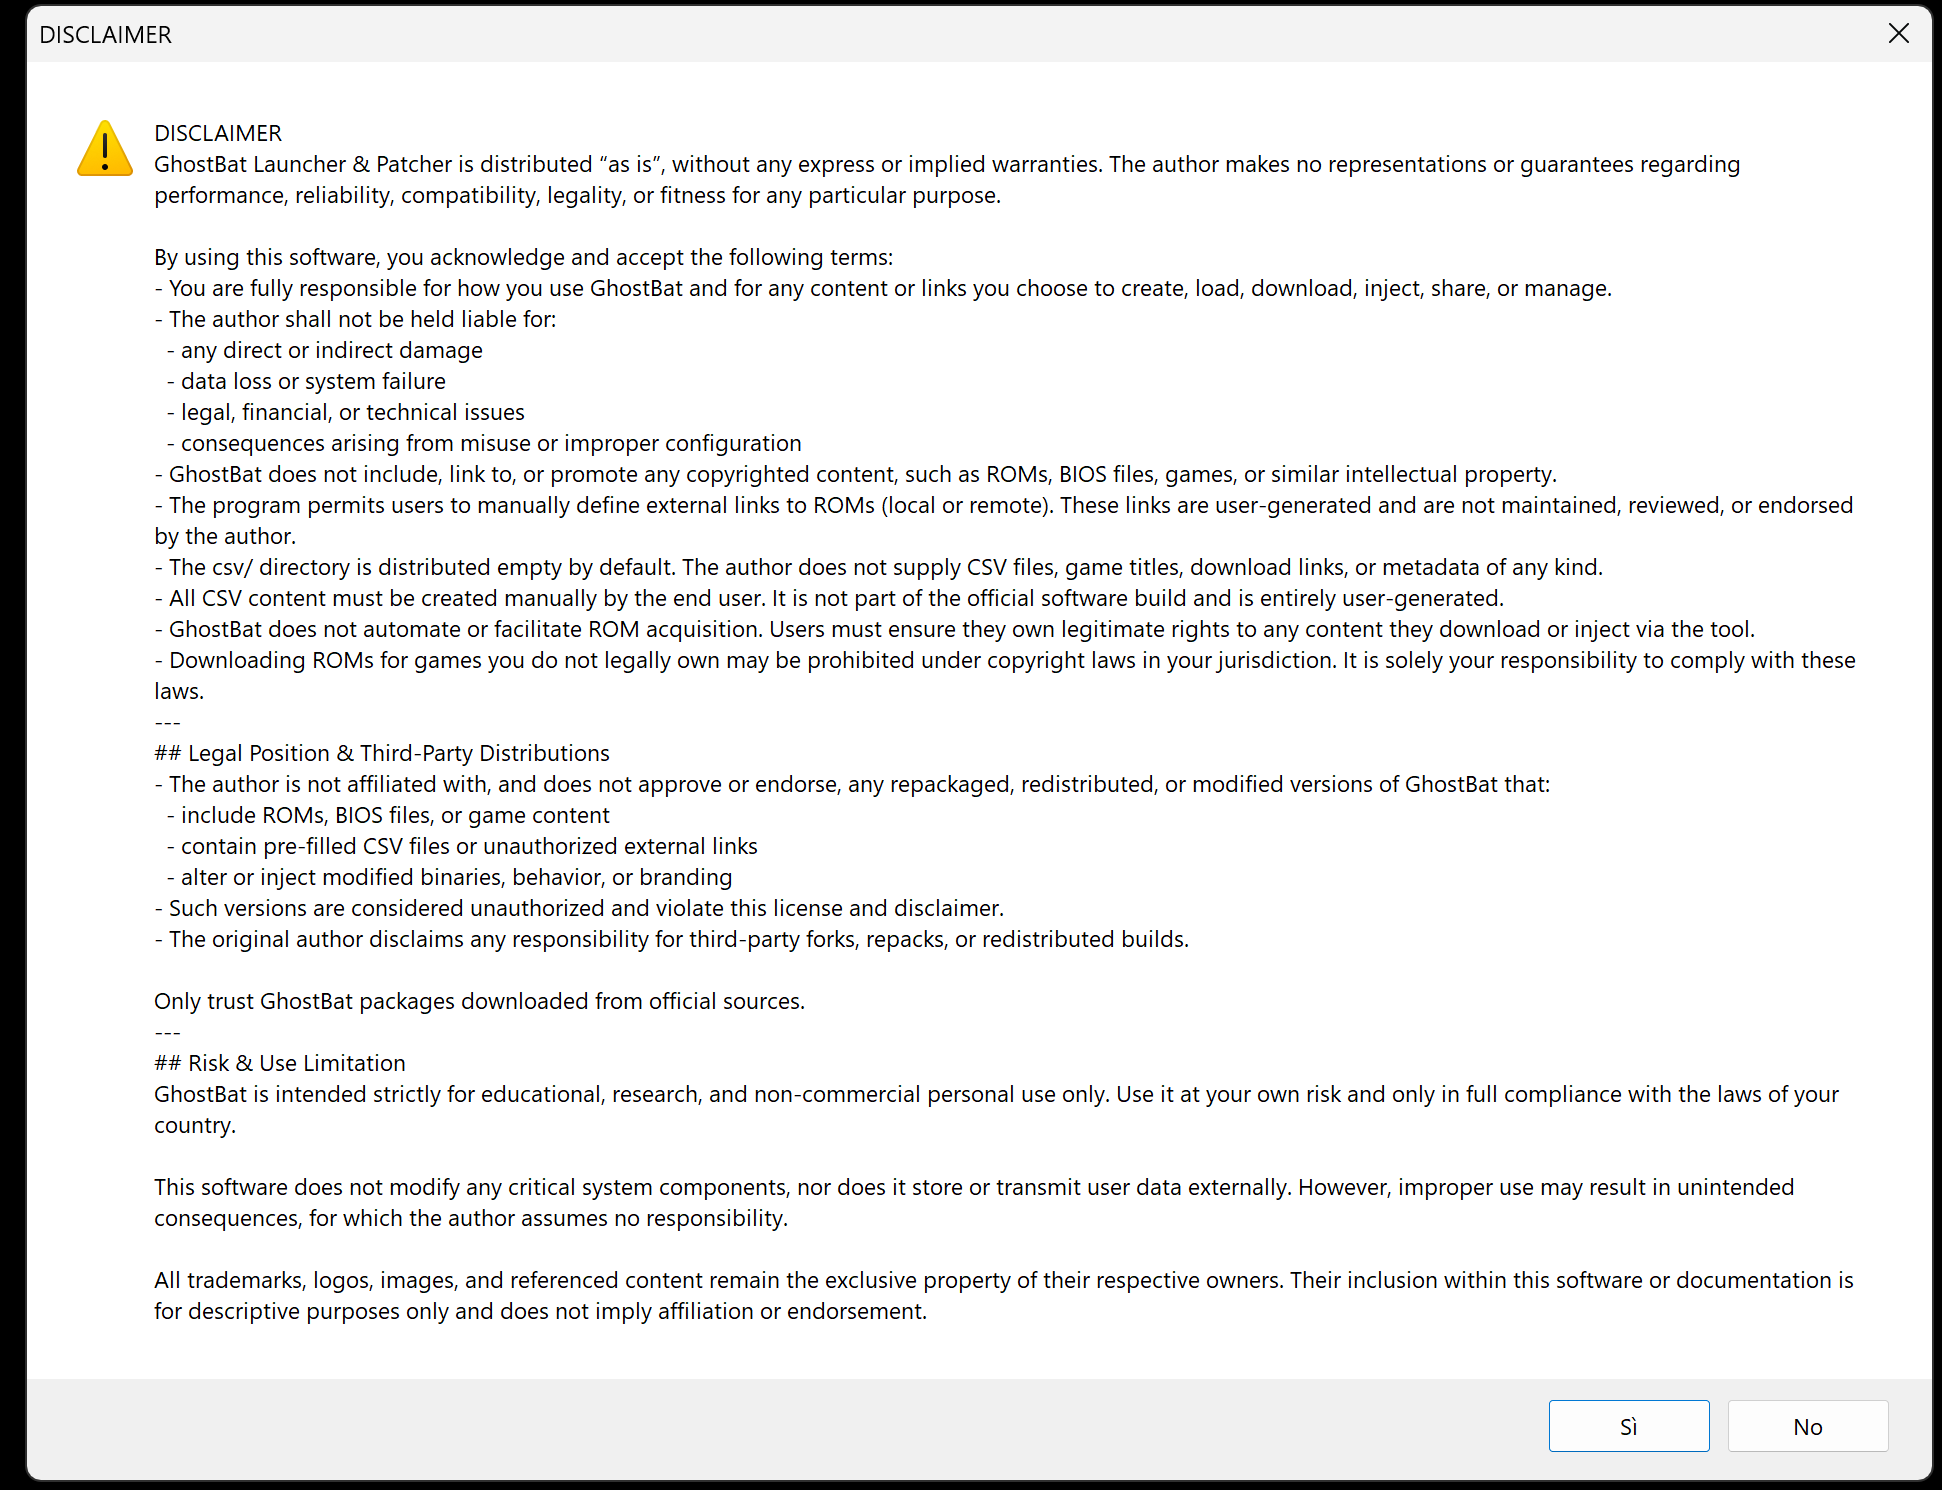 DISCLAIMER
DISCLAIMER
GhostBat Launcher & Patcher is distributed “as is”, without any express or implied warranties. The author makes no representations or guarantees regarding
performance, reliability, compatibility, legality, or fitness for any particular purpose.
By using this software, you acknowledge and accept the following terms:
- You are fully responsible for how you use GhostBat and for any content or links you choose to create, load, download, inject, share, or manage.
- The author shall not be held liable for:
- any direct or indirect damage
- data loss or system failure
- legal, financial, or technical issues
- consequences arising from misuse or improper configuration
- GhostBat does not include, link to, or promote any copyrighted content, such as ROMs, BIOS files, games, or similar intellectual property.
- The program permits users to manually define external links to ROMs (local or remote). These links are user-generated and are not maintained, reviewed, or endorsed
by the author.
- The csv/ directory is distributed empty by default. The author does not supply CSV files, game titles, download links, or metadata of any kind.
- All CSV content must be created manually by the end user. It is not part of the official software build and is entirely user-generated.
- GhostBat does not automate or facilitate ROM acquisition. Users must ensure they own legitimate rights to any content they download or inject via the tool.
- Downloading ROMs for games you do not legally own may be prohibited under copyright laws in your jurisdiction. It is solely your responsibility to comply with these
laws.
---
## Legal Position & Third-Party Distributions
- The author is not affiliated with, and does not approve or endorse, any repackaged, redistributed, or modified versions of GhostBat that:
- include ROMs, BIOS files, or game content
- contain pre-filled CSV files or unauthorized external links
- alter or inject modified binaries, behavior, or branding
- Such versions are considered unauthorized and violate this license and disclaimer.
- The original author disclaims any responsibility for third-party forks, repacks, or redistributed builds.
Only trust GhostBat packages downloaded from official sources.
---
## Risk & Use Limitation
GhostBat is intended strictly for educational, research, and non-commercial personal use only. Use it at your own risk and only in full compliance with the laws of your
country.
This software does not modify any critical system components, nor does it store or transmit user data externally. However, improper use may result in unintended
consequences, for which the author assumes no responsibility.
All trademarks, logos, images, and referenced content remain the exclusive property of their respective owners. Their inclusion within this software or documentation is
for descriptive purposes only and does not imply affiliation or endorsement.
Sì
No